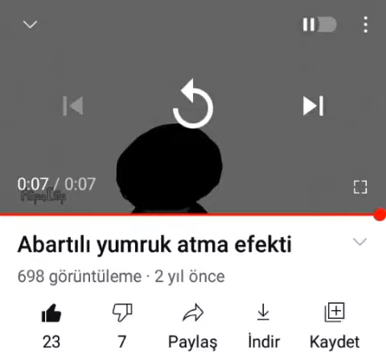 0:07 / 0:07
Abartılı yumruk atma efekti
698 görüntüleme · 2 yıl önce
23 7 Paylaş İndir Kaydet